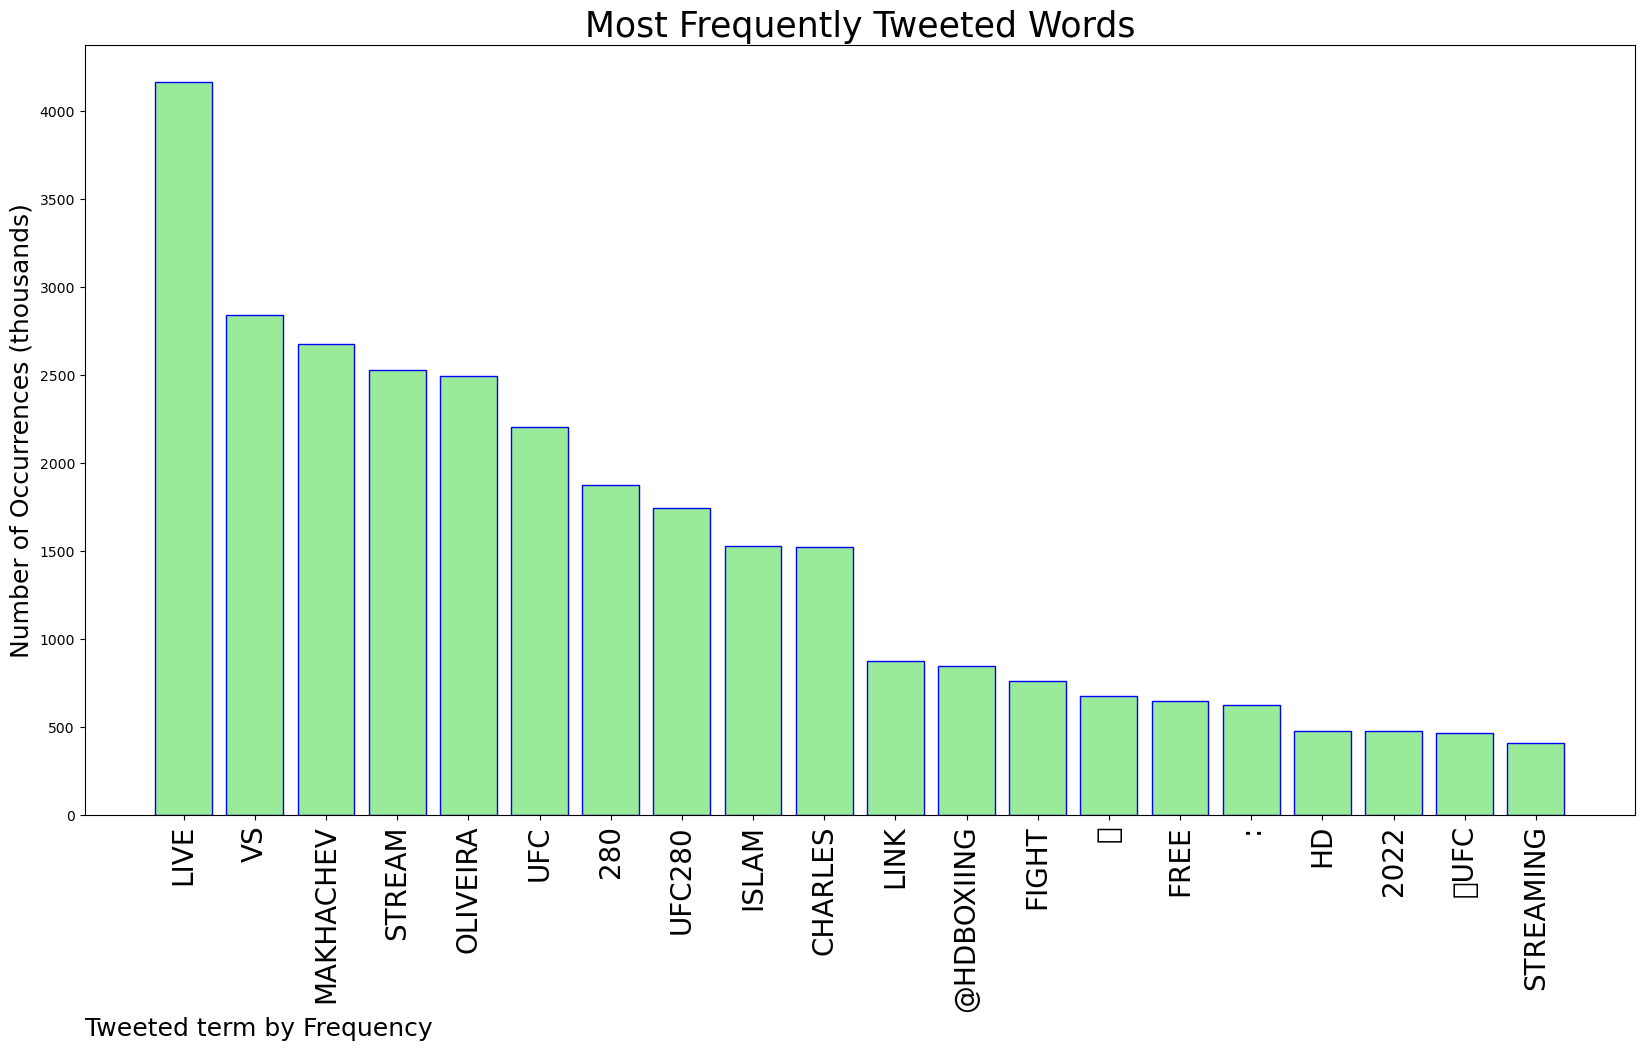 Most Frequently Tweeted Words
Number of Occurrences (thousands)
4000
3500
3000
2500
2000
1500
1000
500
0
LIVE
VS
MAKHACHEV
STREAM
OLIVEIRA
UFC
280
UFC280
ISLAM
CHARLES
LINK
@HDBOXIING
FIGHT
▯
FREE
:
HD
2022
▯UFC
STREAMING
Tweeted term by Frequency